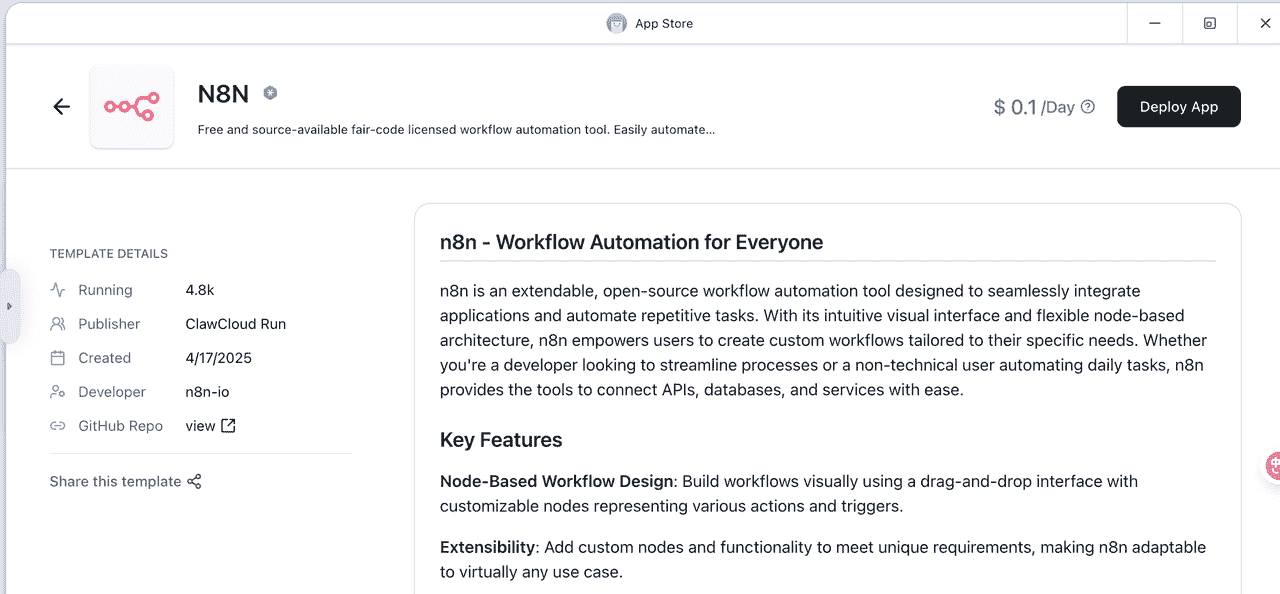 App Store
N8N
Free and source-available fair-code licensed workflow automation tool. Easily automate...
$ 0.1 /Day
Deploy App
TEMPLATE DETAILS
Running 4.8k
Publisher ClawCloud Run
Created 4/17/2025
Developer n8n-io
GitHub Repo view
Share this template
n8n - Workflow Automation for Everyone
n8n is an extendable, open-source workflow automation tool designed to seamlessly integrate
applications and automate repetitive tasks. With its intuitive visual interface and flexible node-based
architecture, n8n empowers users to create custom workflows tailored to their specific needs. Whether
you're a developer looking to streamline processes or a non-technical user automating daily tasks, n8n
provides the tools to connect APIs, databases, and services with ease.
Key Features
Node-Based Workflow Design: Build workflows visually using a drag-and-drop interface with
customizable nodes representing various actions and triggers.
Extensibility: Add custom nodes and functionality to meet unique requirements, making n8n adaptable
to virtually any use case.